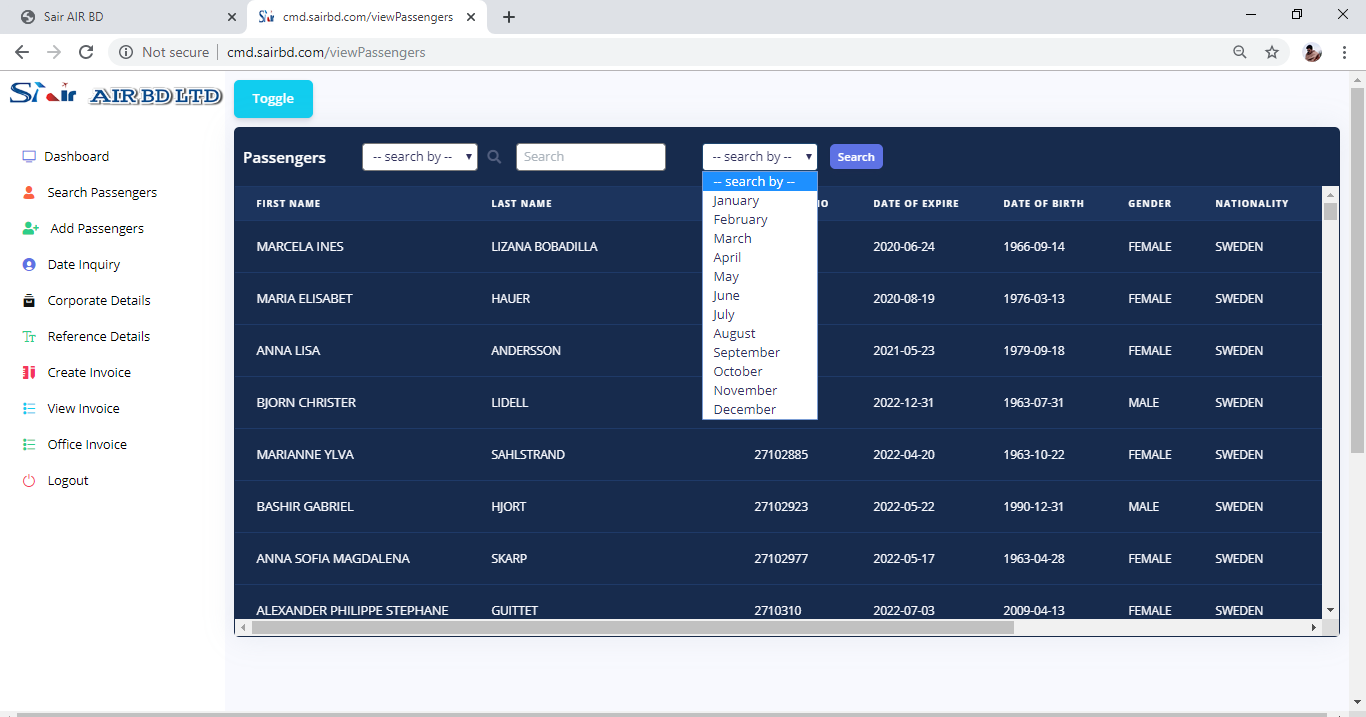 Sair AIR BD
cmd.sairbd.com/viewPassengers
Not secure
cmd.sairbd.com/viewPassengers
Sair AIR BD LTD
Toggle
Dashboard
Search Passengers
Add Passengers
Date Inquiry
Corporate Details
Reference Details
Create Invoice
View Invoice
Office Invoice
Logout
Passengers
-- search by --
Search
-- search by --
Search
-- search by --
January
February
March
April
May
June
July
August
September
October
November
December
FIRST NAME LAST NAME DATE OF EXPIRE DATE OF BIRTH GENDER NATIONALITY
MARCELA INES LIZANA BOBADILLA 2020-06-24 1966-09-14 FEMALE SWEDEN
MARIA ELISABET HAUER 2020-08-19 1976-03-13 FEMALE SWEDEN
ANNA LISA ANDERSSON 2021-05-23 1979-09-18 FEMALE SWEDEN
BJORN CHRISTER LIDELL 2022-12-31 1963-07-31 MALE SWEDEN
MARIANNE YLVA SAHLSTRAND 27102885 2022-04-20 1963-10-22 FEMALE SWEDEN
BASHIR GABRIEL HJORT 27102923 2022-05-22 1990-12-31 MALE SWEDEN
ANNA SOFIA MAGDALENA SKARP 27102977 2022-05-17 1963-04-28 FEMALE SWEDEN
ALEXANDER PHILIPPE STEPHANE GUITTET 2710310 2022-07-03 2009-04-13 FEMALE SWEDEN